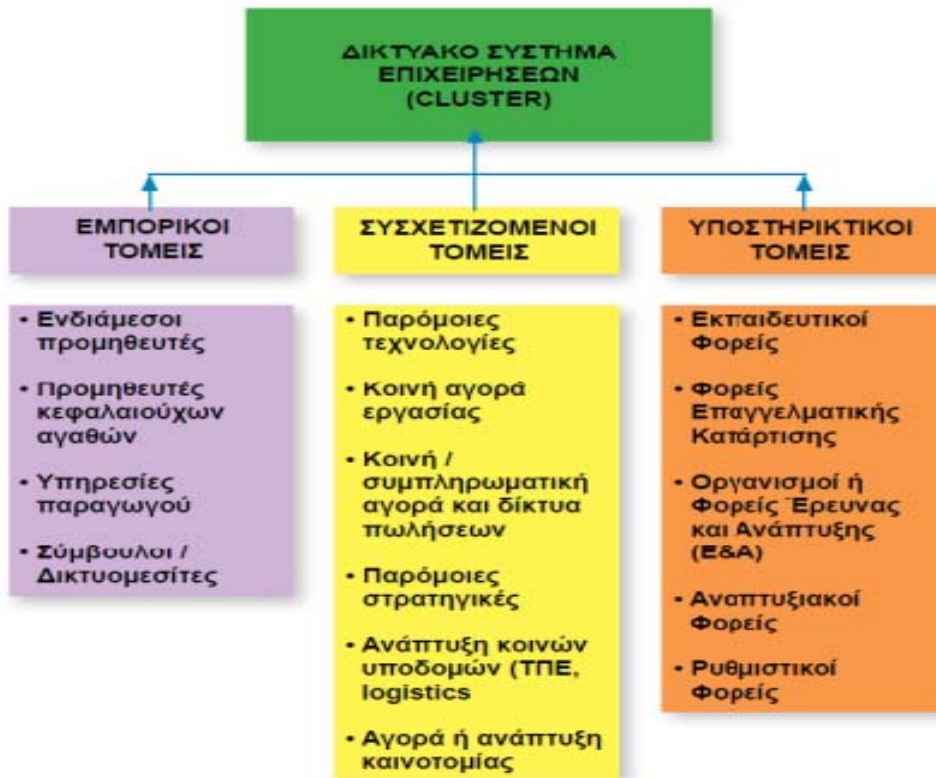 ΔΙΚΤΥΑΚΟ ΣΥΣΤΗΜΑ
ΕΠΙΧΕΙΡΗΣΕΩΝ
(CLUSTER)
ΕΜΠΟΡΙΚΟΙ
ΤΟΜΕΙΣ
• Ενδιάμεσοι
προμηθευτές
• Προμηθευτές
κεφαλαιούχων
αγαθών
• Υπηρεσίες
παραγωγού
• Σύμβουλοι /
Δικτυομεσίτες
ΣΥΣΧΕΤΙΖΟΜΕΝΟΙ
ΤΟΜΕΙΣ
• Παρόμοιες
τεχνολογίες
• Κοινή αγορά
εργασίας
• Κοινή /
συμπληρωματική
αγορά και δίκτυα
πωλήσεων
• Παρόμοιες
στρατηγικές
• Ανάπτυξη κοινών
υποδομών (ΤΠΕ,
logistics
• Αγορά ή ανάπτυξη
καινοτομίας
ΥΠΟΣΤΗΡΙΚΤΙΚΟΙ
ΤΟΜΕΙΣ
• Εκπαιδευτικοί
Φορείς
• Φορείς
Επαγγελματικής
Κατάρτισης
• Οργανισμοί ή
Φορείς Έρευνας
και Ανάπτυξης
(Ε&Α)
• Αναπτυξιακοί
Φορείς
• Ρυθμιστικοί
Φορείς